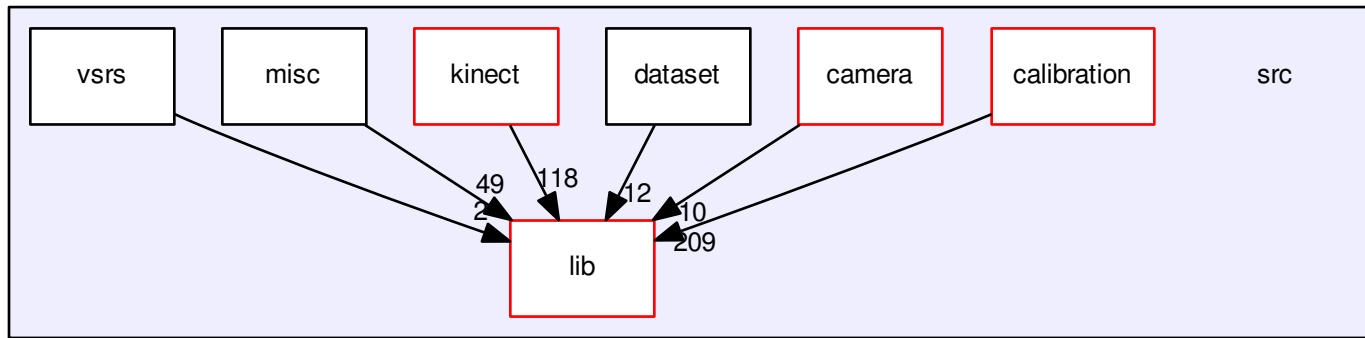 vsrs
misc
kinect
dataset
camera
calibration
src
49
118
12
10
2
209
lib